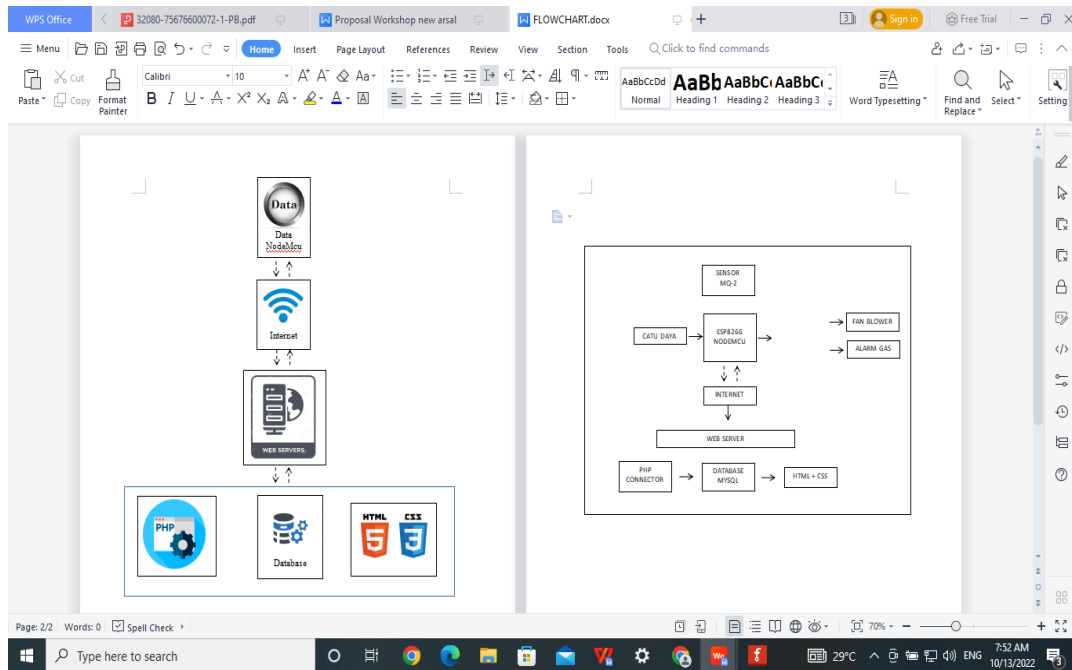 WPS Office
32080-75676600072-1-PB.pdf
Proposal Workshop new arsal
FLOWCHART.docx
Sign in
Free Trial
Menu
Home
Insert
Page Layout
References
Review
View
Section
Tools
Click to find commands
Paste
Cut
Copy
Format Painter
Calibri
10
AaBbCcDd
AaBb
AaBbC
AaBbC
Normal
Heading 1
Heading 2
Heading 3
Word Typesetting
Find and Replace
Select
Setting
Data
Data
NodeMcu
Internet
WEB SERVERS
PHP
Database
HTML
5
CSS
3
SENSOR
MQ-2
CATU DAYA
ESP8266
NODEMCU
FAN BLOWER
ALARM GAS
INTERNET
WEB SERVER
PHP
CONNECTOR
DATABASE
MYSQL
HTML + CSS
Page: 2/2
Words: 0
Spell Check
70%
Type here to search
29°C
ENG
7:52 AM
10/13/2022
3